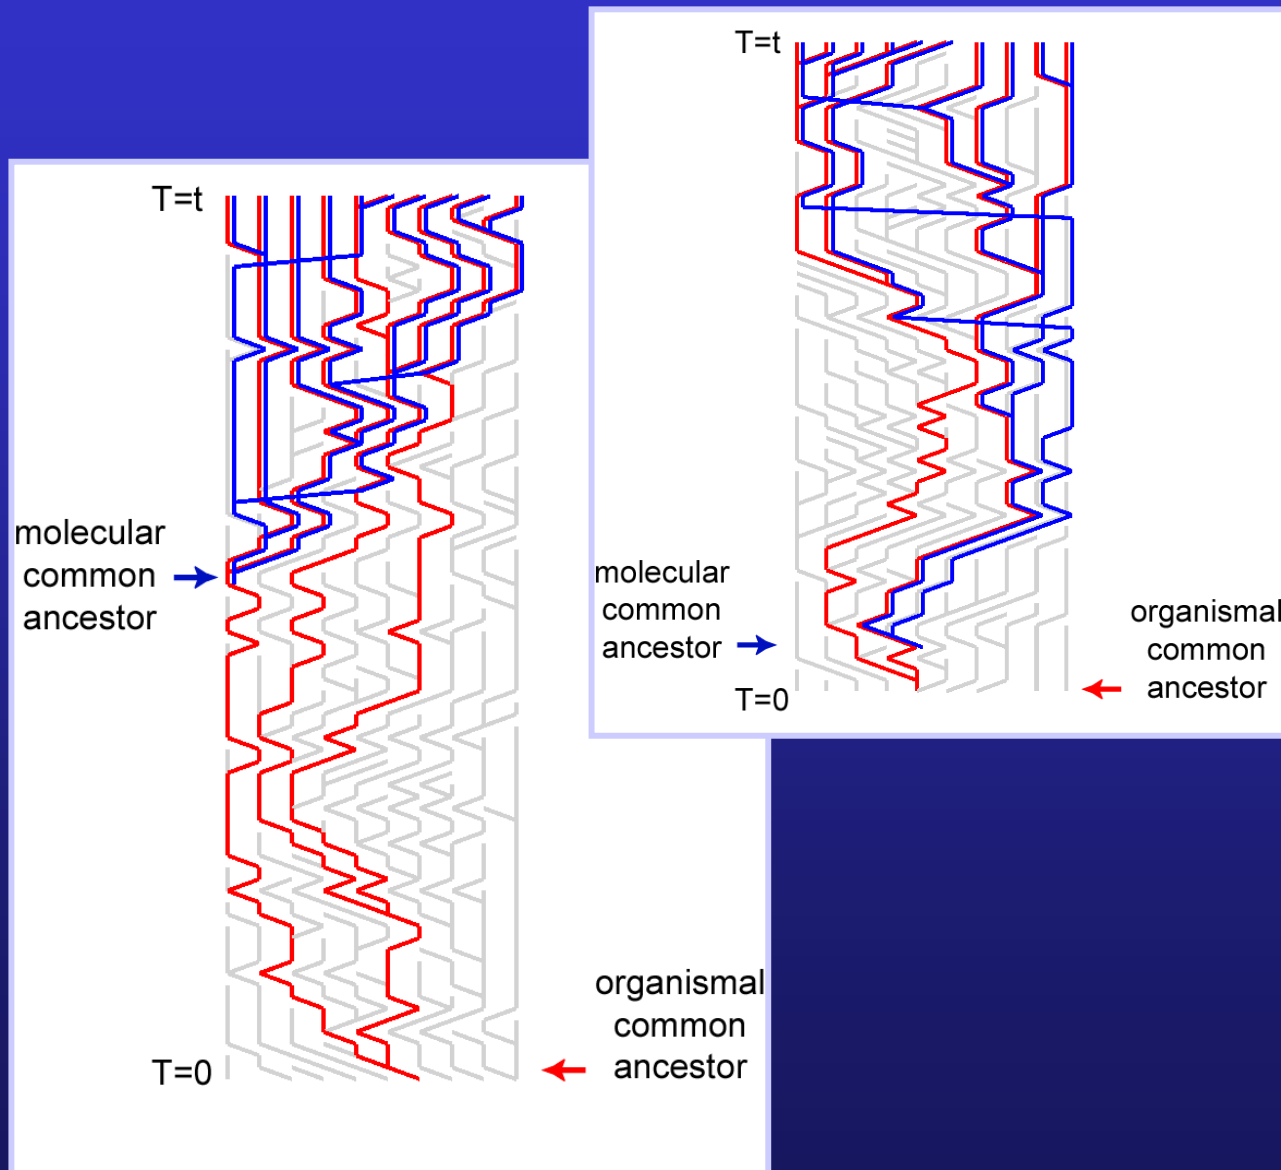 T=t
molecular
common
ancestor
organismal
common
ancestor
T=0
T=t
molecular
common
ancestor
organismal
common
ancestor
T=0